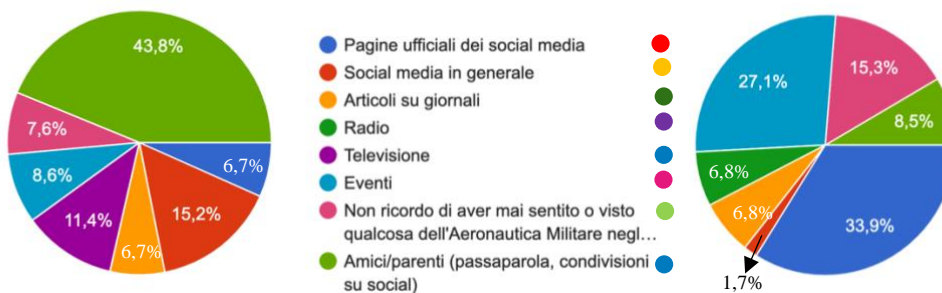 43,8%
7,6%
8,6%
11,4%
6,7%
15,2%
6,7%
Pagine ufficiali dei social media
Social media in generale
Articoli su giornali
Radio
Televisione
Eventi
Non ricordo di aver mai sentito o visto
qualcosa dell'Aeronautica Militare negl…
Amici/parenti (passaparola, condivisioni
su social)
27,1%
15,3%
8,5%
6,8%
6,8%
33,9%
1,7%